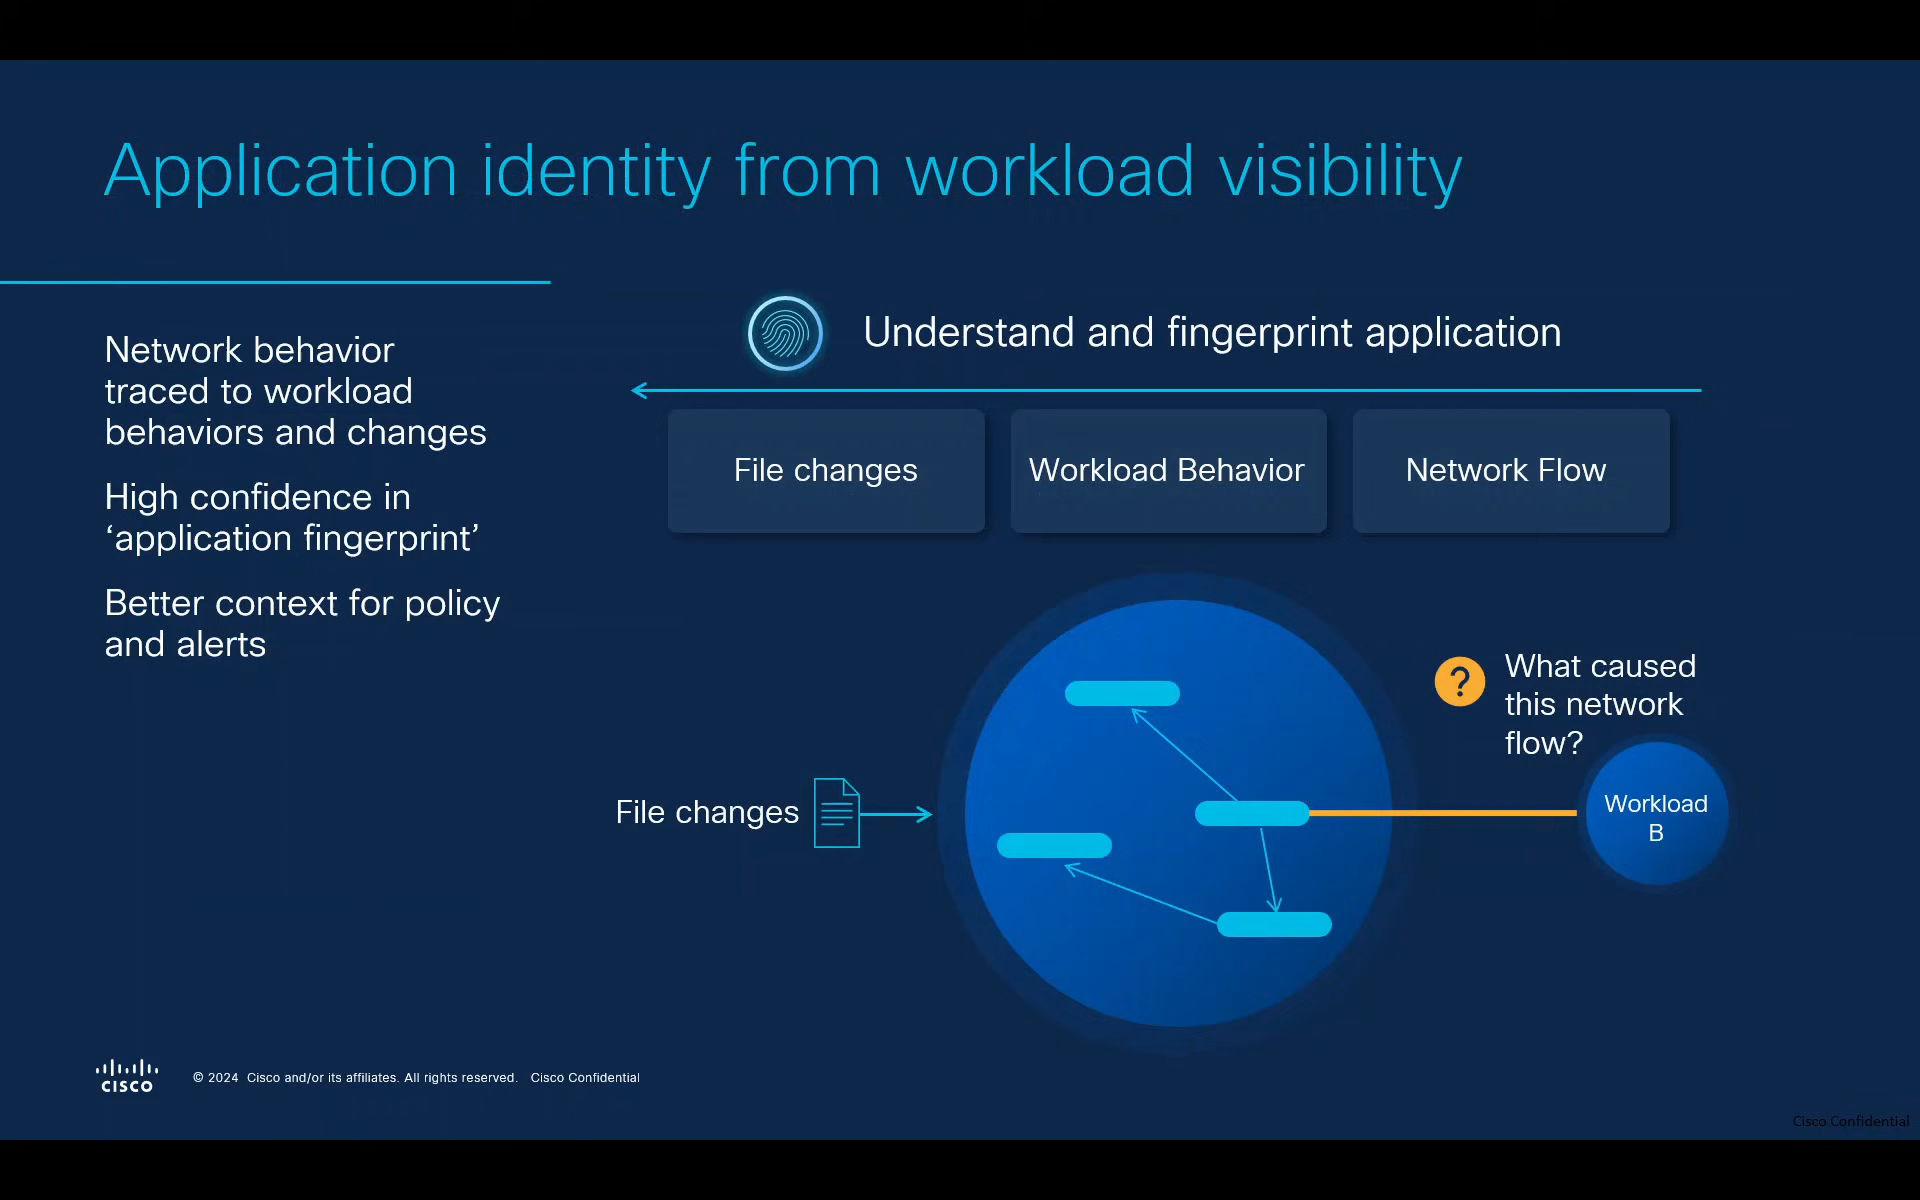 Application identity from workload visibility
Network behavior
traced to workload
behaviors and changes
High confidence in
‘application fingerprint’
Better context for policy
and alerts
Understand and fingerprint application
File changes
Workload Behavior
Network Flow
?
What caused
this network
flow?
File changes
Workload
B
CISCO
© 2024 Cisco and/or its affiliates. All rights reserved. Cisco Confidential
Cisco Confidential